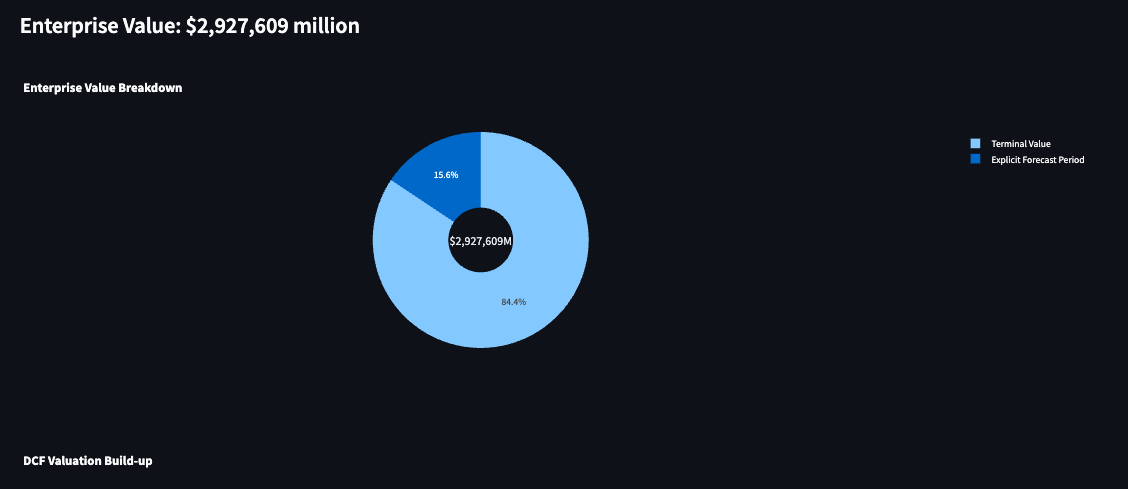 Enterprise Value: $2,927,609 million
Enterprise Value Breakdown
Terminal Value
Explicit Forecast Period
15.6%
$2,927,609M
84.4%
DCF Valuation Build-up